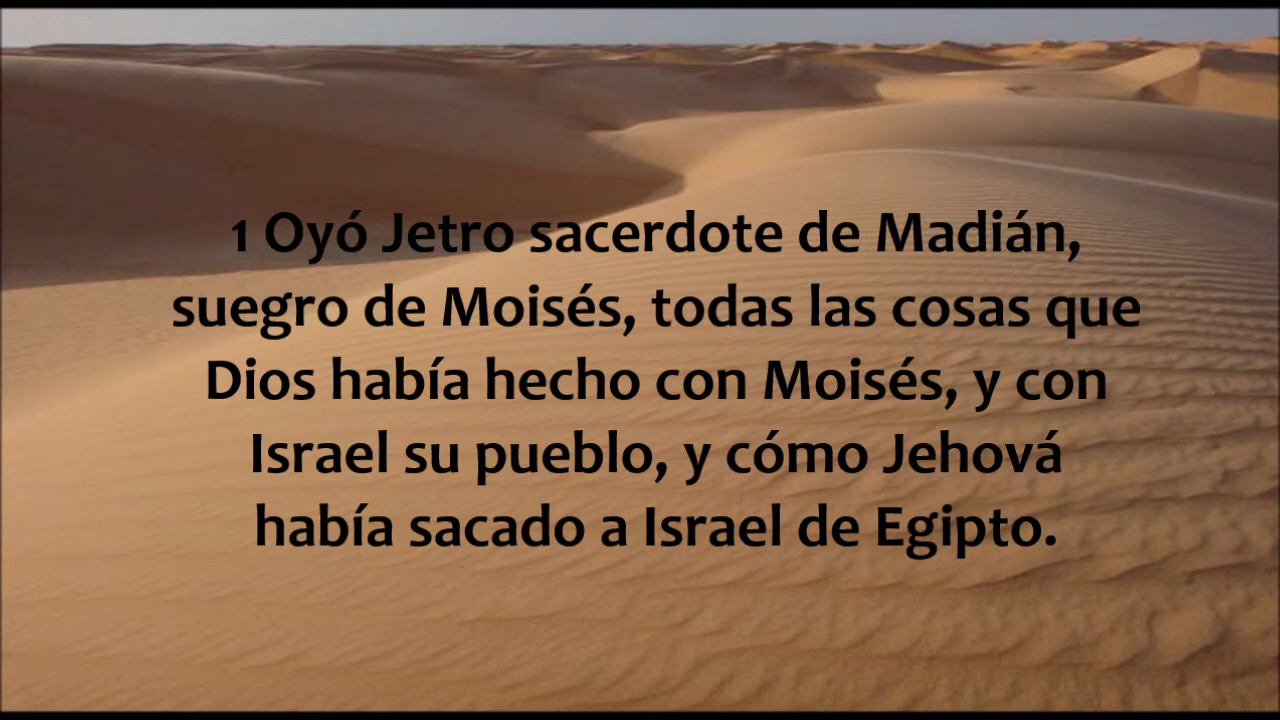 1 Oyó Jetro sacerdote de Madián,
suegro de Moisés, todas las cosas que
Dios había hecho con Moisés, y con
Israel su pueblo, y cómo Jehová
había sacado a Israel de Egipto.